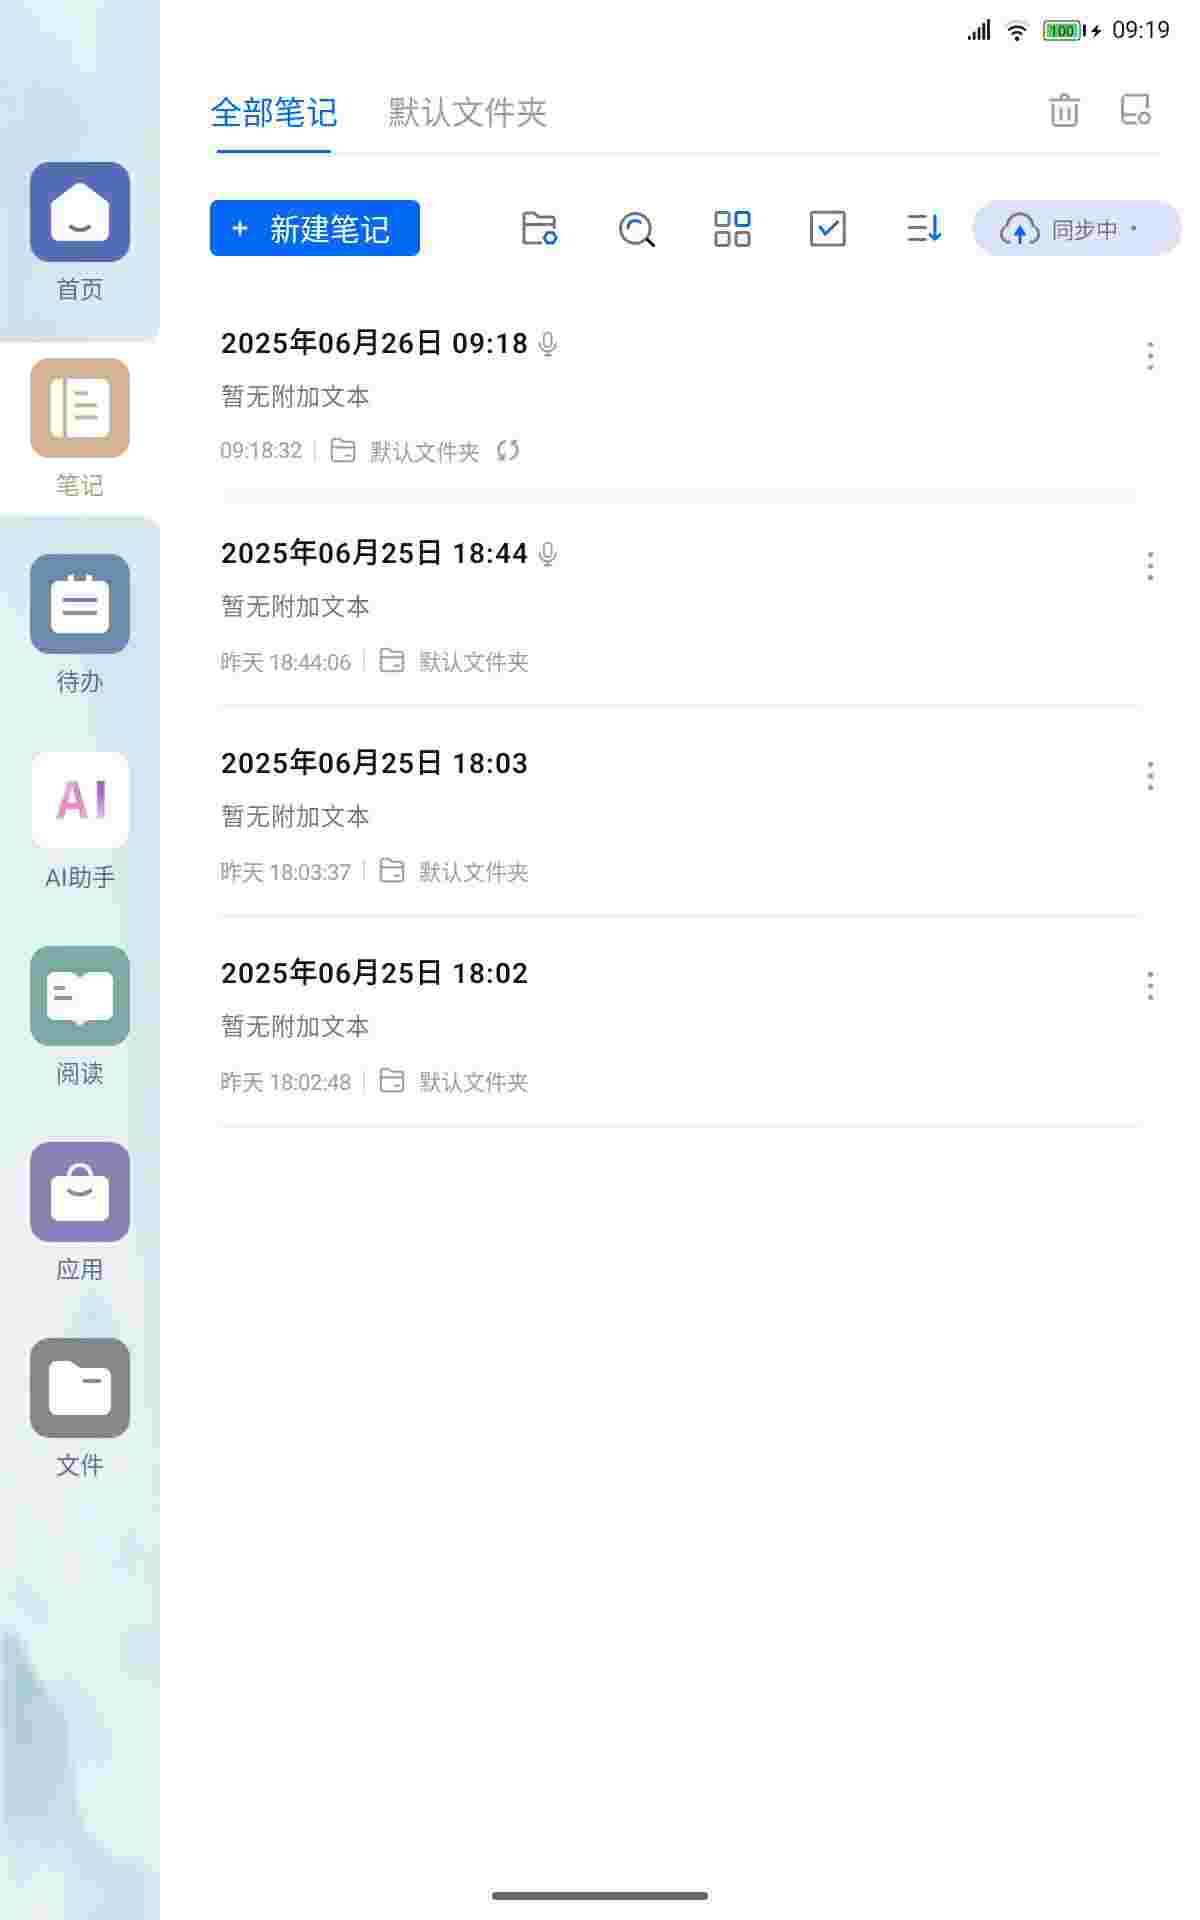 100 09:19
全部笔记 默认文件夹
+ 新建笔记 同步中 ·
首页
笔记
待办
AI
AI助手
阅读
应用
文件
2025年06月26日 09:18
暂无附加文本
09:18:32 默认文件夹
2025年06月25日 18:44
暂无附加文本
昨天 18:44:06 默认文件夹
2025年06月25日 18:03
暂无附加文本
昨天 18:03:37 默认文件夹
2025年06月25日 18:02
暂无附加文本
昨天 18:02:48 默认文件夹